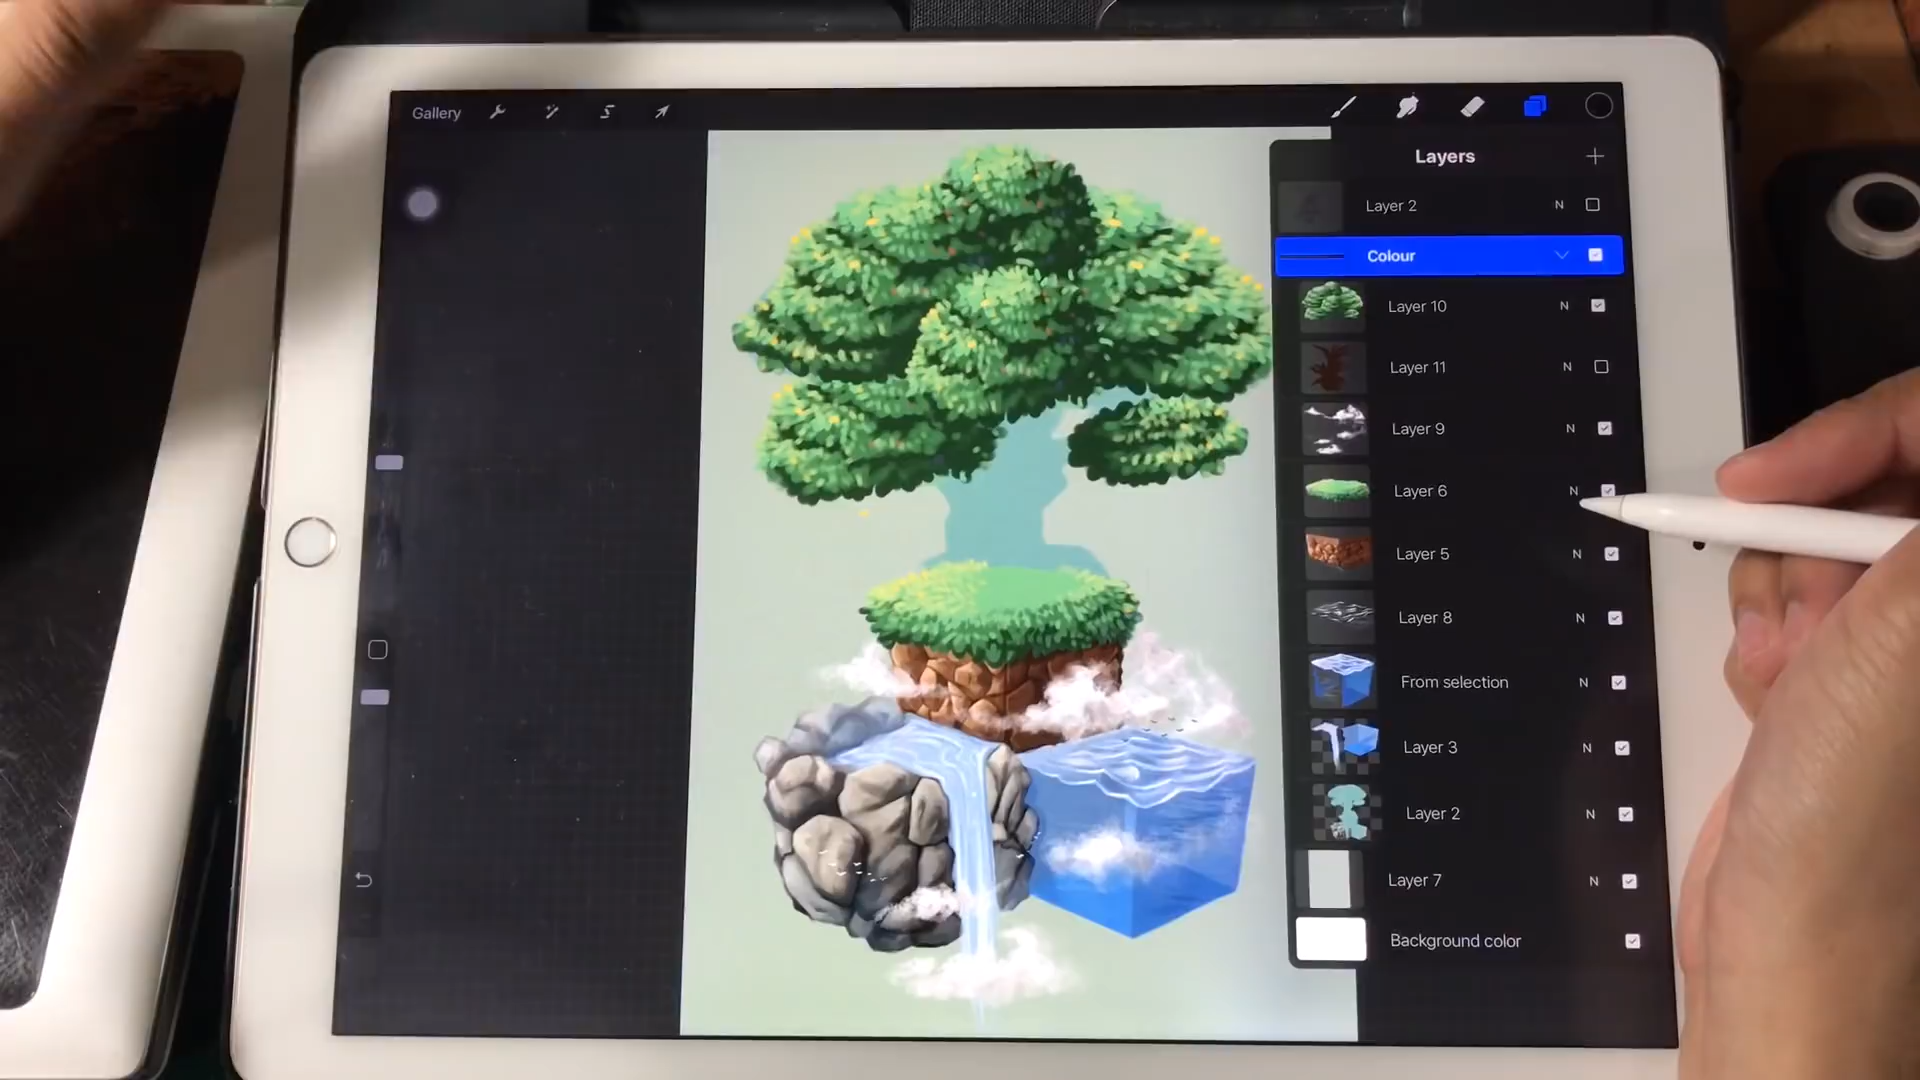 Gallery
Layers
Layer 2 N
Colour
Layer 10 N
Layer 11 N
Layer 9 N
Layer 6 N
Layer 5 N
Layer 8 N
From selection N
Layer 3 N
Layer 2 N
Layer 7 N
Background color